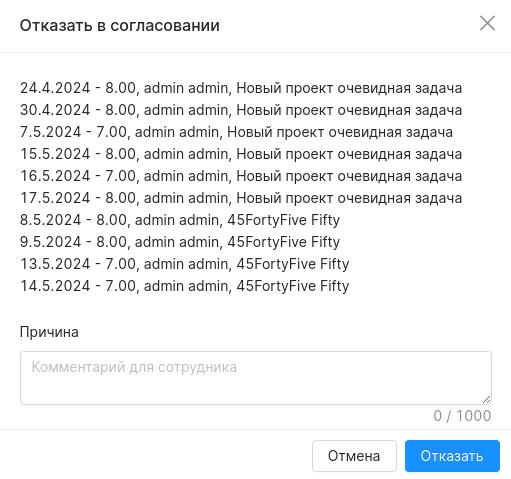 Отказать в согласовании
24.4.2024 - 8.00, admin admin, Новый проект очевидная задача
30.4.2024 - 8.00, admin admin, Новый проект очевидная задача
7.5.2024 - 7.00, admin admin, Новый проект очевидная задача
15.5.2024 - 8.00, admin admin, Новый проект очевидная задача
16.5.2024 - 7.00, admin admin, Новый проект очевидная задача
17.5.2024 - 8.00, admin admin, Новый проект очевидная задача
8.5.2024 - 8.00, admin admin, 45FortyFive Fifty
9.5.2024 - 8.00, admin admin, 45FortyFive Fifty
13.5.2024 - 7.00, admin admin, 45FortyFive Fifty
14.5.2024 - 7.00, admin admin, 45FortyFive Fifty
Причина
Комментарий для сотрудника
0 / 1000
Отмена
Отказать